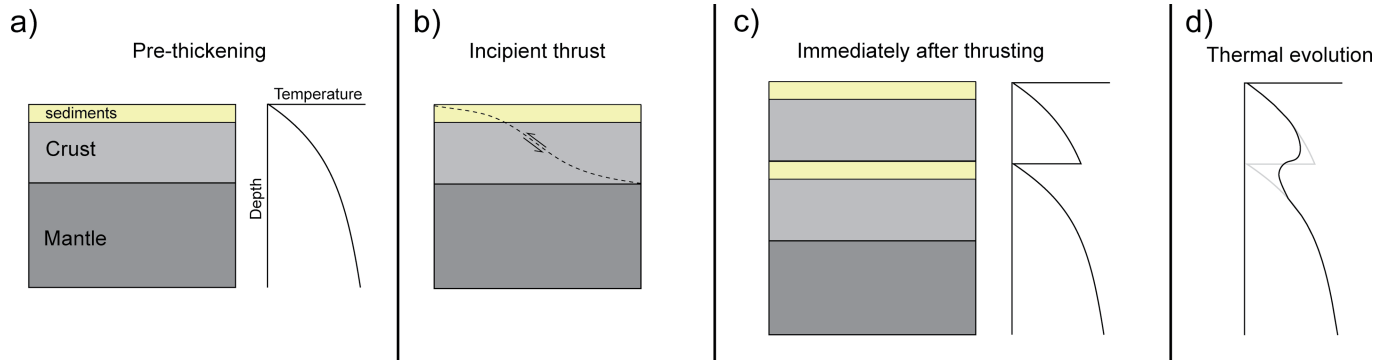 a)
Pre-thickening
Temperature
sediments
Crust
Depth
Mantle
b)
Incipient thrust
c)
Immediately after thrusting
d)
Thermal evolution